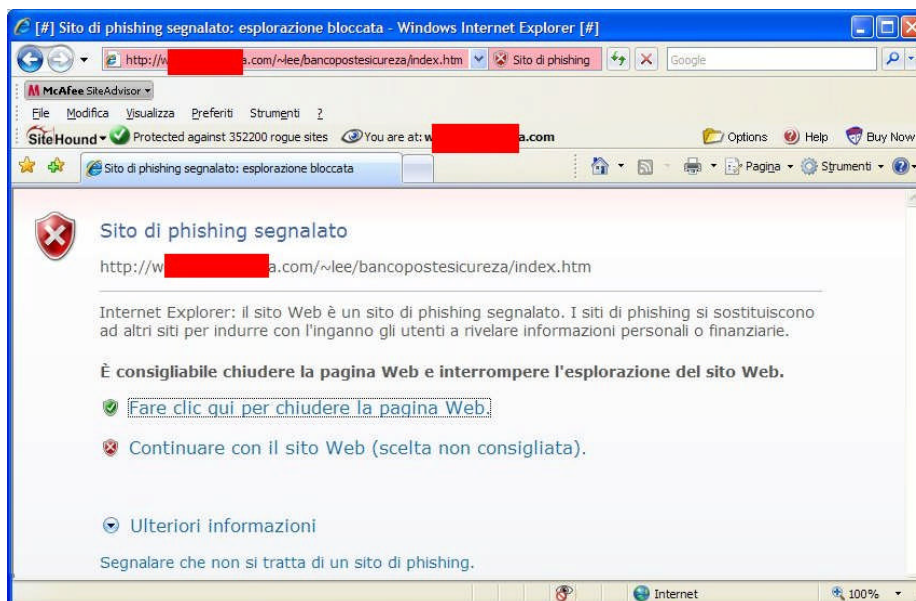 [#] Sito di phishing segnalato: esplorazione bloccata - Windows Internet Explorer [#]
http://w a.com/~lee/bancopostesicureza/index.htm Sito di phishing Google
McAfee SiteAdvisor
File Modifica Visualizza Preferiti Strumenti ?
SiteHound Protected against 352200 rogue sites You are at: w a.com Options Help Buy Now
Sito di phishing segnalato: esplorazione bloccata Pagina Strumenti
Sito di phishing segnalato
http://w a.com/~lee/bancopostesicureza/index.htm
Internet Explorer: il sito Web è un sito di phishing segnalato. I siti di phishing si sostituiscono
ad altri siti per indurre con l'inganno gli utenti a rivelare informazioni personali o finanziarie.
È consigliabile chiudere la pagina Web e interrompere l'esplorazione del sito Web.
Fare clic qui per chiudere la pagina Web.
Continuare con il sito Web (scelta non consigliata).
Ulteriori informazioni
Segnalare che non si tratta di un sito di phishing.
Internet 100%